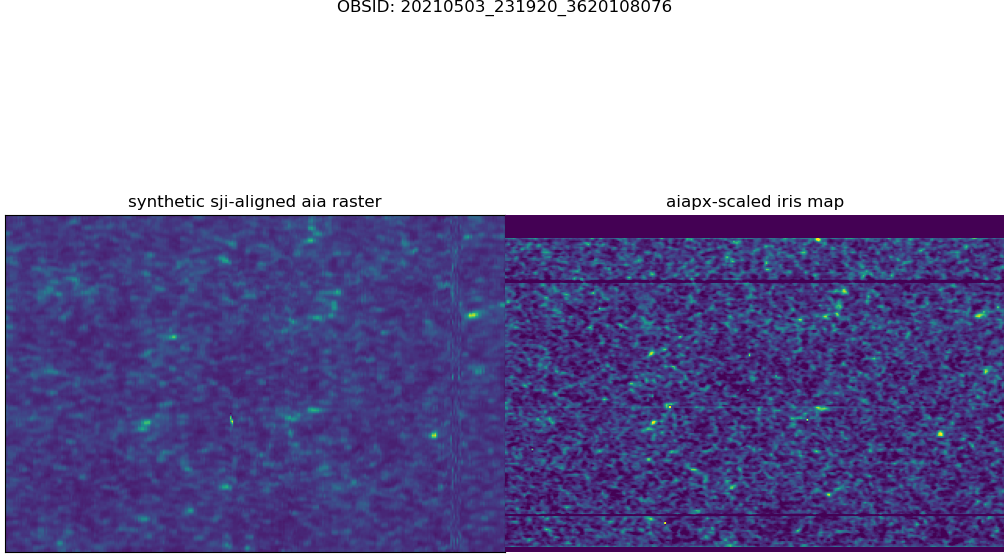 OBSID: 20210503_231920_3620108076
synthetic sji-aligned aia raster
aiapx-scaled iris map